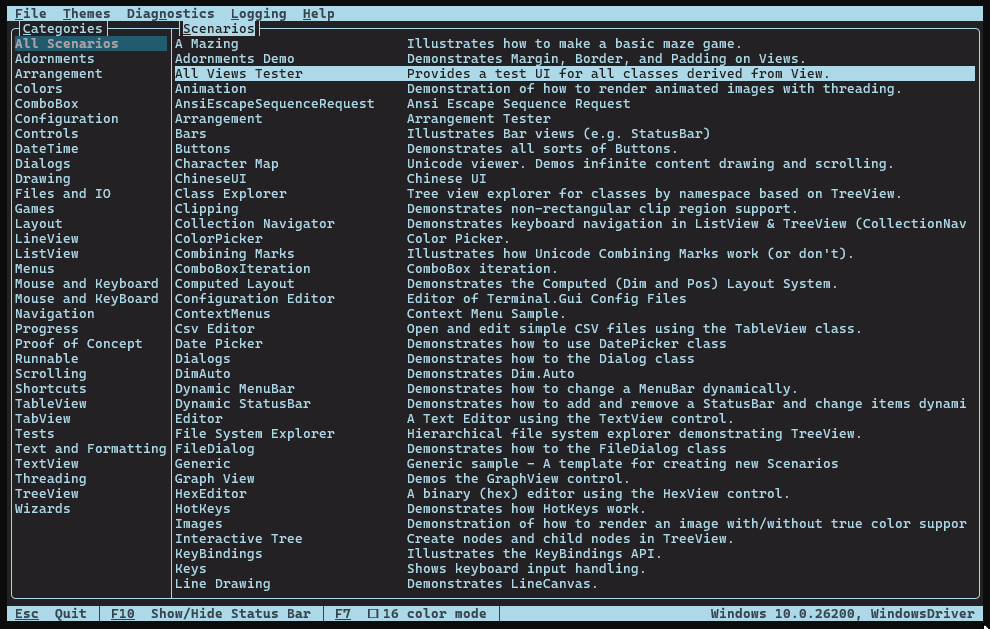 File Themes Diagnostics Logging Help
Categories Scenarios
All Scenarios A Mazing Illustrates how to make a basic maze game.
Adornments Adornments Demo Demonstrates Margin, Border, and Padding on Views.
Arrangement All Views Tester Provides a test UI for all classes derived from View.
Colors Animation Demonstration of how to render animated images with threading.
ComboBox AnsiEscapeSequenceRequest Ansi Escape Sequence Request
Configuration Arrangement Arrangement Tester
Controls Bars Illustrates Bar views (e.g. StatusBar)
DateTime Buttons Demonstrates all sorts of Buttons.
Dialogs Character Map Unicode viewer. Demos infinite content drawing and scrolling.
Drawing ChineseUI Chinese UI
Files and IO Class Explorer Tree view explorer for classes by namespace based on TreeView.
Games Clipping Demonstrates non-rectangular clip region support.
Layout Collection Navigator Demonstrates keyboard navigation in ListView & TreeView (CollectionNav
LineView ColorPicker Color Picker.
ListView Combining Marks Illustrates how Unicode Combining Marks work (or don't).
Menus ComboBoxIteration ComboBox iteration.
Mouse and Keyboard Computed Layout Demonstrates the Computed (Dim and Pos) Layout System.
Mouse and KeyBoard Configuration Editor Editor of Terminal.Gui Config Files
Navigation ContextMenus Context Menu Sample.
Progress Csv Editor Open and edit simple CSV files using the TableView class.
Proof of Concept Date Picker Demonstrates how to use DatePicker class
Runnable Dialogs Demonstrates how to the Dialog class
Scrolling DimAuto Demonstrates Dim.Auto
Shortcuts Dynamic MenuBar Demonstrates how to change a MenuBar dynamically.
TableView Dynamic StatusBar Demonstrates how to add and remove a StatusBar and change items dynami
TabView Editor A Text Editor using the TextView control.
Tests File System Explorer Hierarchical file system explorer demonstrating TreeView.
Text and Formatting FileDialog Demonstrates how to the FileDialog class
TextView Generic Generic sample - A template for creating new Scenarios
Threading Graph View Demos the GraphView control.
TreeView HexEditor A binary (hex) editor using the HexView control.
Wizards HotKeys Demonstrates how HotKeys work.
Images Demonstration of how to render an image with/without true color suppor
Interactive Tree Create nodes and child nodes in TreeView.
KeyBindings Illustrates the KeyBindings API.
Keys Shows keyboard input handling.
Line Drawing Demonstrates LineCanvas.
Esc Quit F10 Show/Hide Status Bar F7 16 color mode Windows 10.0.26200, WindowsDriver